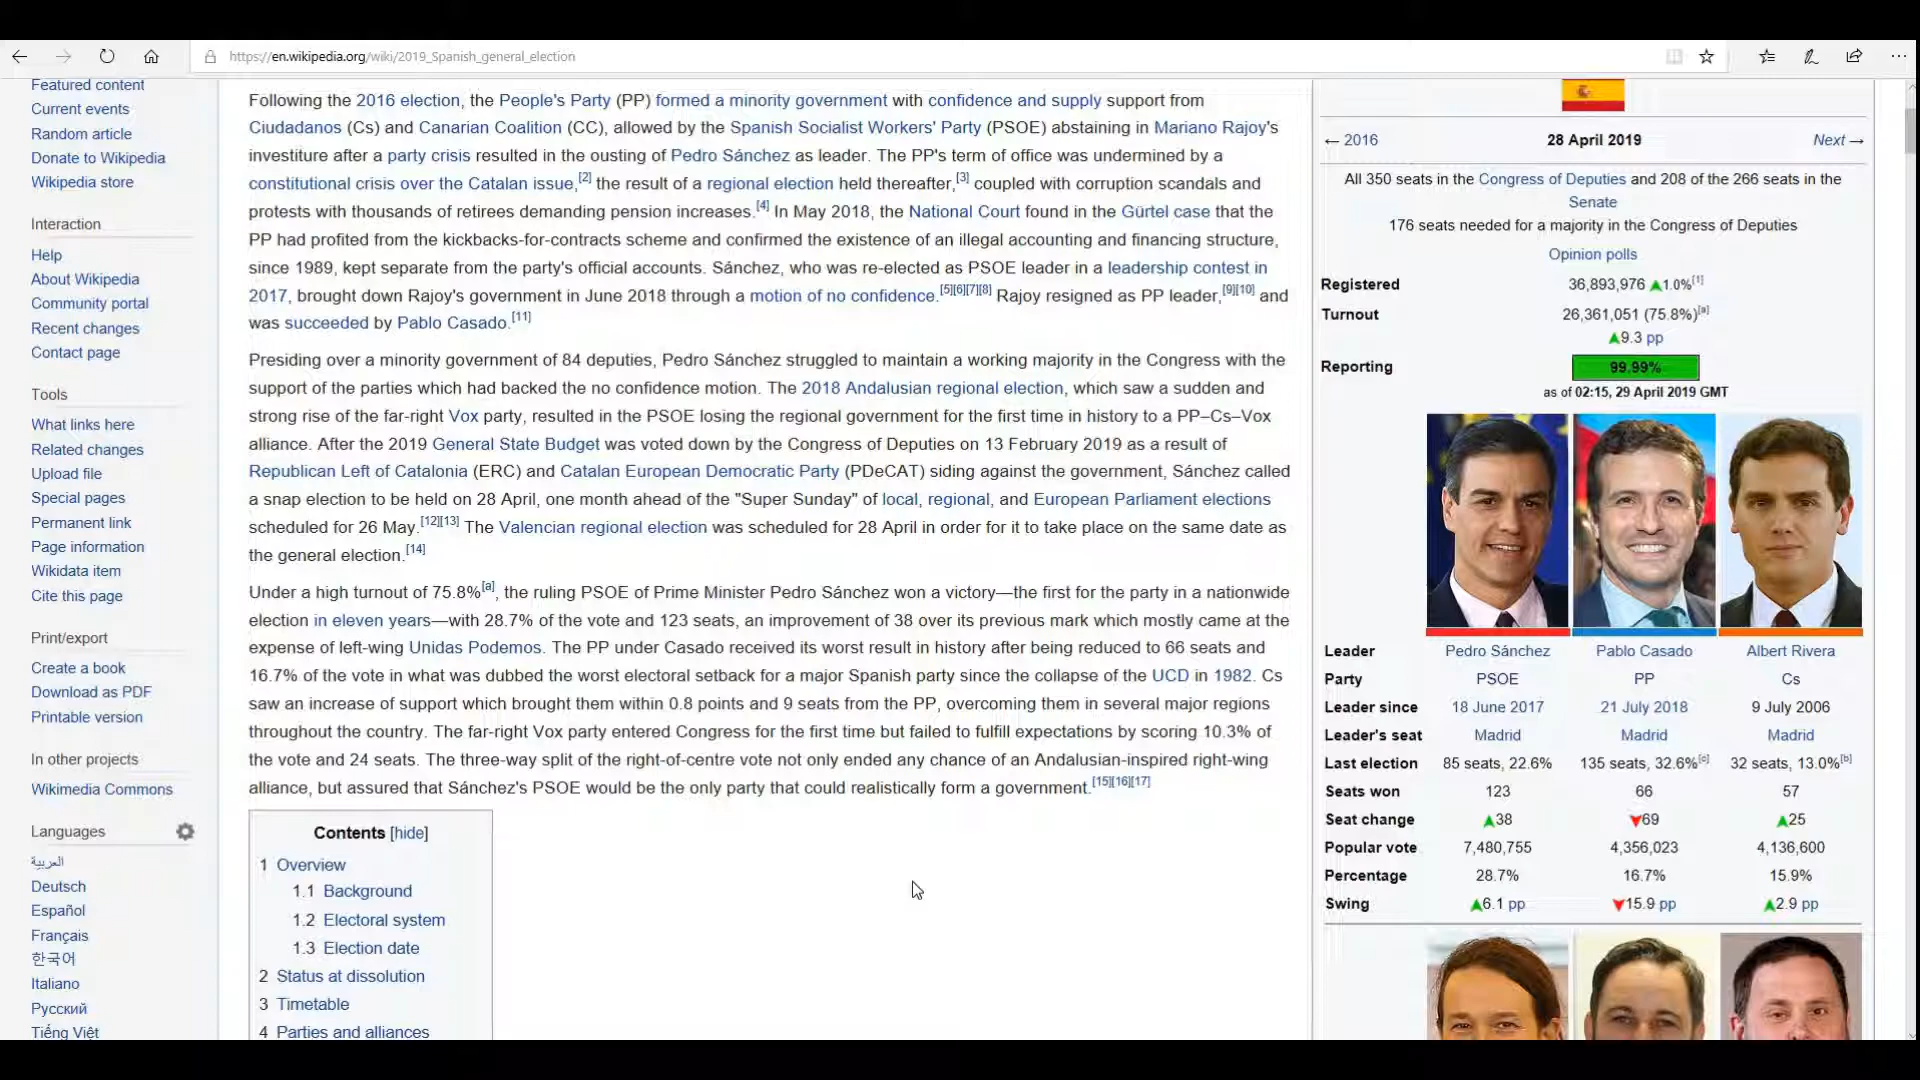 https://en.wikipedia.org/wiki/2019_Spanish_general_election
Featured content
Current events
Random article
Donate to Wikipedia
Wikipedia store
Interaction
Help
About Wikipedia
Community portal
Recent changes
Contact page
Tools
What links here
Related changes
Upload file
Special pages
Permanent link
Page information
Wikidata item
Cite this page
Print/export
Create a book
Download as PDF
Printable version
In other projects
Wikimedia Commons
Languages
العربية
Deutsch
Español
Français
한국어
Italiano
Русский
Tiếng Việt
Following the 2016 election, the People's Party (PP) formed a minority government with confidence and supply support from
Ciudadanos (Cs) and Canarian Coalition (CC), allowed by the Spanish Socialist Workers' Party (PSOE) abstaining in Mariano Rajoy's
investiture after a party crisis resulted in the ousting of Pedro Sánchez as leader. The PP's term of office was undermined by a
constitutional crisis over the Catalan issue,[2] the result of a regional election held thereafter,[3] coupled with corruption scandals and
protests with thousands of retirees demanding pension increases.[4] In May 2018, the National Court found in the Gürtel case that the
PP had profited from the kickbacks-for-contracts scheme and confirmed the existence of an illegal accounting and financing structure,
since 1989, kept separate from the party's official accounts. Sánchez, who was re-elected as PSOE leader in a leadership contest in
2017, brought down Rajoy's government in June 2018 through a motion of no confidence.[5][6][7][8] Rajoy resigned as PP leader,[9][10] and
was succeeded by Pablo Casado.[11]
Presiding over a minority government of 84 deputies, Pedro Sánchez struggled to maintain a working majority in the Congress with the
support of the parties which had backed the no confidence motion. The 2018 Andalusian regional election, which saw a sudden and
strong rise of the far-right Vox party, resulted in the PSOE losing the regional government for the first time in history to a PP–Cs–Vox
alliance. After the 2019 General State Budget was voted down by the Congress of Deputies on 13 February 2019 as a result of
Republican Left of Catalonia (ERC) and Catalan European Democratic Party (PDeCAT) siding against the government, Sánchez called
a snap election to be held on 28 April, one month ahead of the "Super Sunday" of local, regional, and European Parliament elections
scheduled for 26 May.[12][13] The Valencian regional election was scheduled for 28 April in order for it to take place on the same date as
the general election.[14]
Under a high turnout of 75.8%[a], the ruling PSOE of Prime Minister Pedro Sánchez won a victory—the first for the party in a nationwide
election in eleven years—with 28.7% of the vote and 123 seats, an improvement of 38 over its previous mark which mostly came at the
expense of left-wing Unidas Podemos. The PP under Casado received its worst result in history after being reduced to 66 seats and
16.7% of the vote in what was dubbed the worst electoral setback for a major Spanish party since the collapse of the UCD in 1982. Cs
saw an increase of support which brought them within 0.8 points and 9 seats from the PP, overcoming them in several major regions
throughout the country. The far-right Vox party entered Congress for the first time but failed to fulfill expectations by scoring 10.3% of
the vote and 24 seats. The three-way split of the right-of-centre vote not only ended any chance of an Andalusian-inspired right-wing
alliance, but assured that Sánchez's PSOE would be the only party that could realistically form a government.[15][16][17]
Contents [hide]
1 Overview
1.1 Background
1.2 Electoral system
1.3 Election date
2 Status at dissolution
3 Timetable
4 Parties and alliances
← 2016 28 April 2019 Next →
All 350 seats in the Congress of Deputies and 208 of the 266 seats in the
Senate
176 seats needed for a majority in the Congress of Deputies
Opinion polls
Registered 36,893,976 ▲1.0%[1]
Turnout 26,361,051 (75.8%)[a]
▲9.3 pp
Reporting 99.99%
as of 02:15, 29 April 2019 GMT
Leader Pedro Sánchez Pablo Casado Albert Rivera
Party PSOE PP Cs
Leader since 18 June 2017 21 July 2018 9 July 2006
Leader's seat Madrid Madrid Madrid
Last election 85 seats, 22.6% 135 seats, 32.6%[c] 32 seats, 13.0%[b]
Seats won 123 66 57
Seat change ▲38 ▼69 ▲25
Popular vote 7,480,755 4,356,023 4,136,600
Percentage 28.7% 16.7% 15.9%
Swing ▲6.1 pp ▼15.9 pp ▲2.9 pp